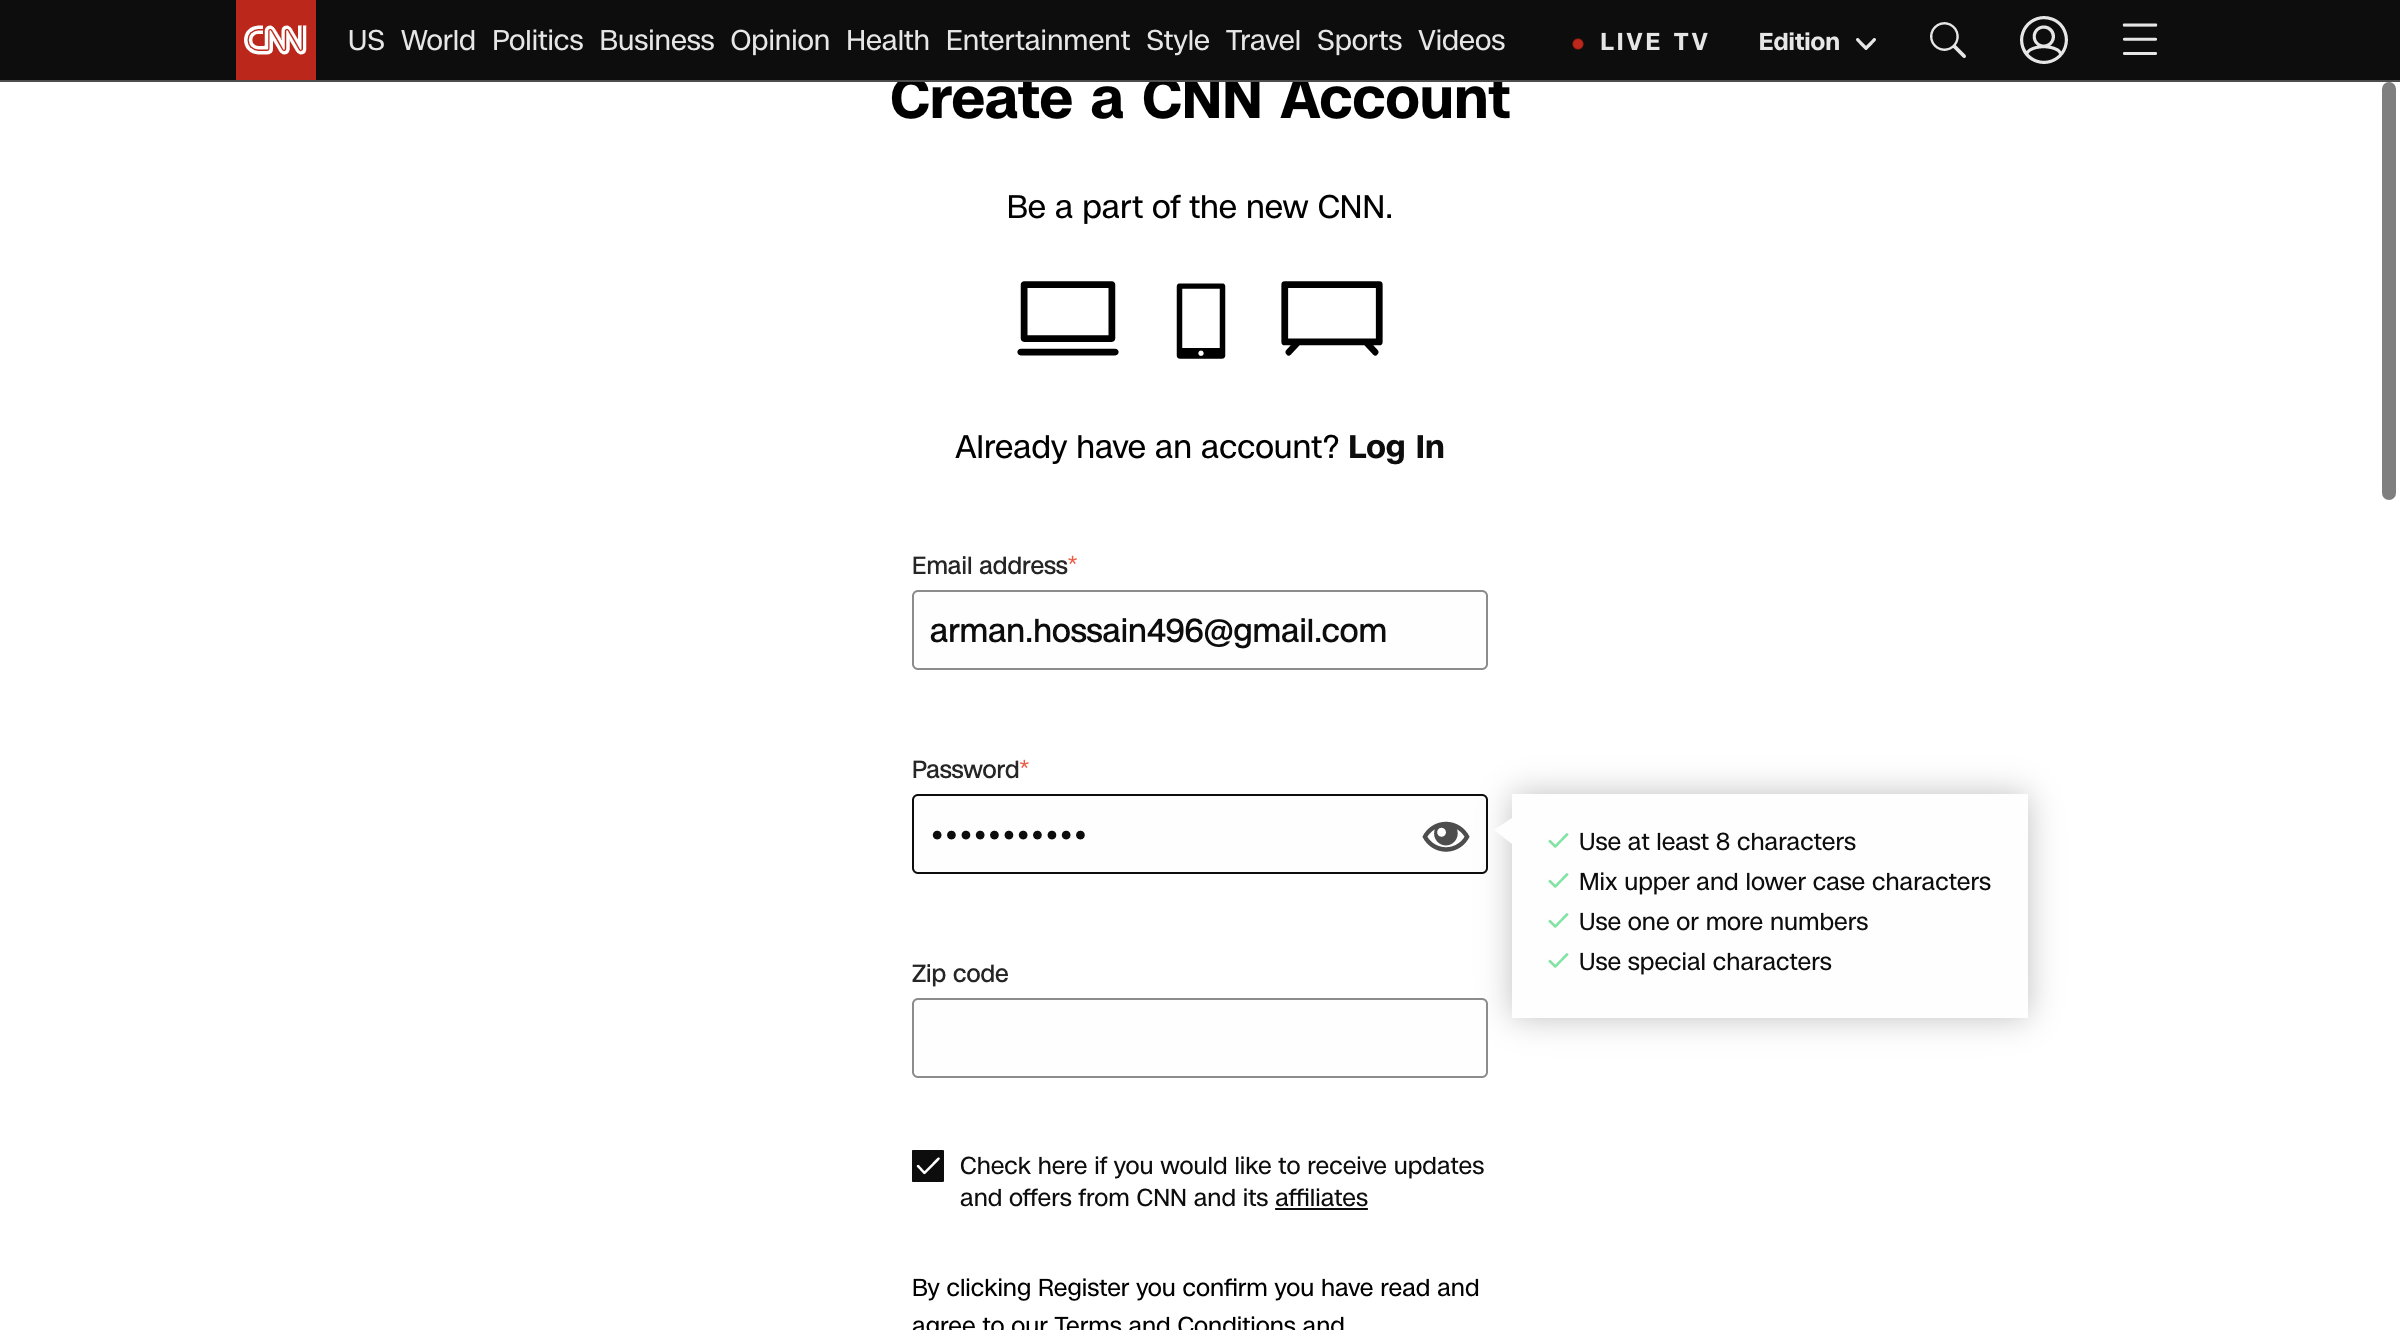 CNN US World Politics Business Opinion Health Entertainment Style Travel Sports Videos LIVE TV Edition
Create a CNN Account
Be a part of the new CNN.
Already have an account? Log In
Email address*
arman.hossain496@gmail.com
Password*
•••••••••••
Use at least 8 characters
Mix upper and lower case characters
Use one or more numbers
Use special characters
Zip code
Check here if you would like to receive updates
and offers from CNN and its affiliates
By clicking Register you confirm you have read and
agree to our Terms and Conditions and